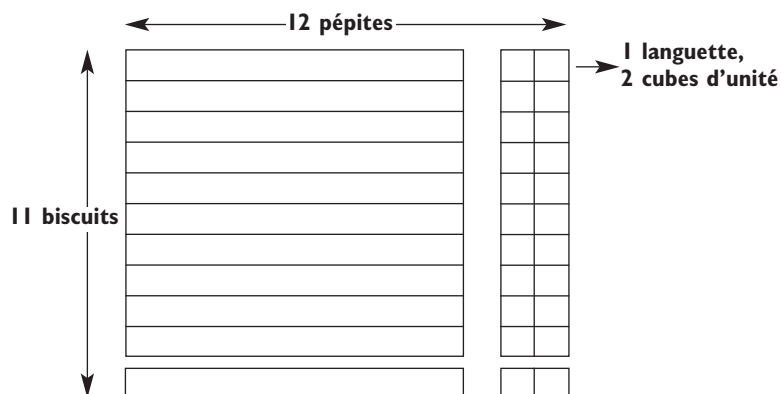 12 pépites
1 languette,
2 cubes d’unité
11 biscuits